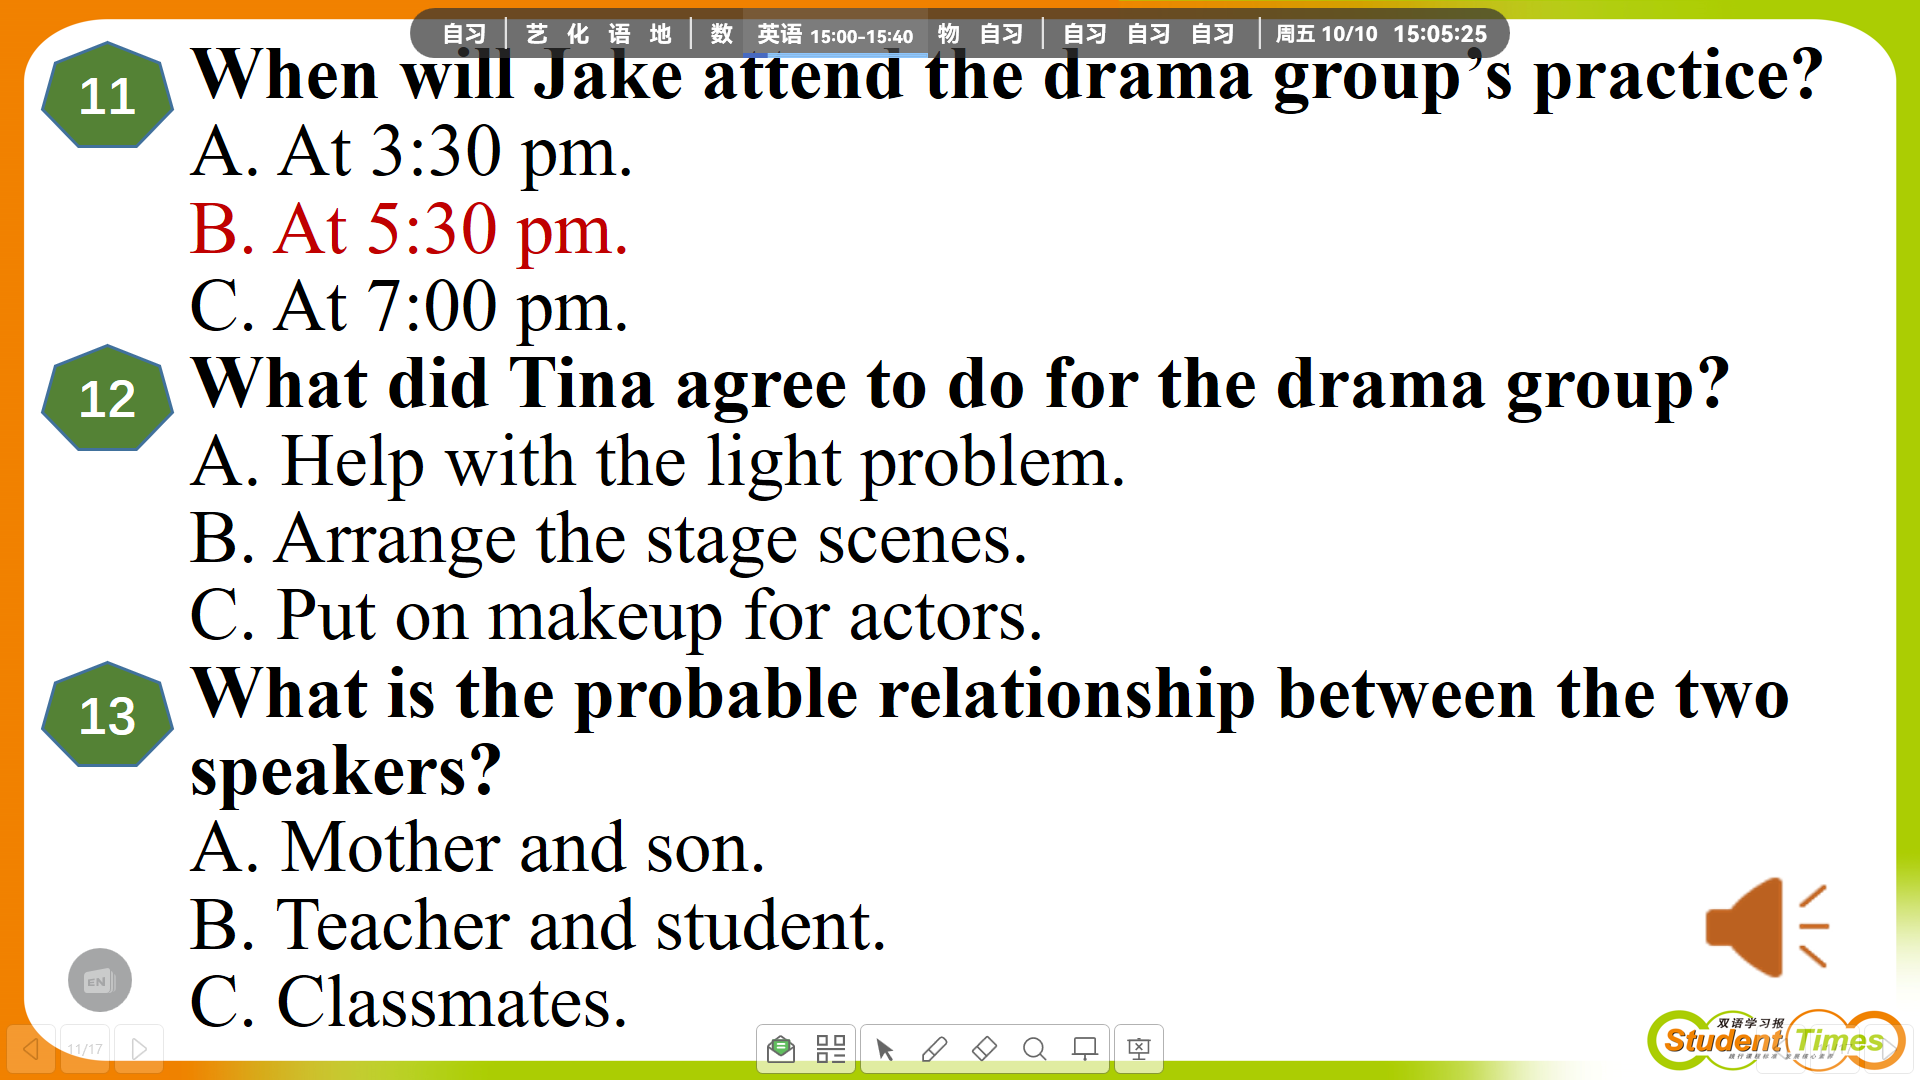 自习 艺 化 语 地 数 英语 15:00-15:40 物 自习 自习 自习 自习 周五 10/10 15:05:25
11 When will Jake attend the drama group’s practice?
A. At 3:30 pm.
B. At 5:30 pm.
C. At 7:00 pm.
12 What did Tina agree to do for the drama group?
A. Help with the light problem.
B. Arrange the stage scenes.
C. Put on makeup for actors.
13 What is the probable relationship between the two
speakers?
A. Mother and son.
B. Teacher and student.
C. Classmates.
EN
11/17
双语学习报
Student Times